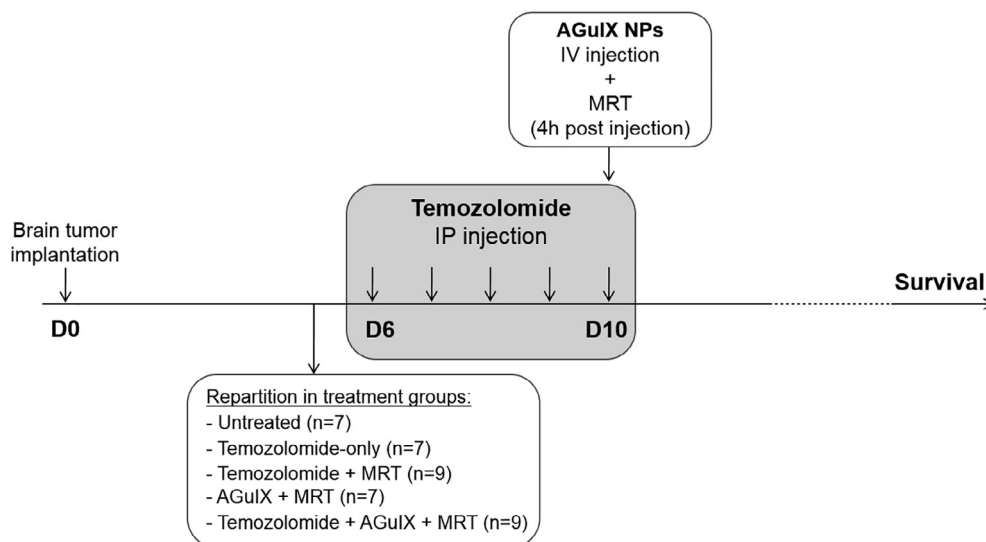 AGuIX NPs
IV injection
+
MRT
(4h post injection)
Temozolomide
IP injection
Brain tumor
implantation
Survival
D0
D6
D10
Repartition in treatment groups:
- Untreated (n=7)
- Temozolomide-only (n=7)
- Temozolomide + MRT (n=9)
- AGuIX + MRT (n=7)
- Temozolomide + AGuIX + MRT (n=9)